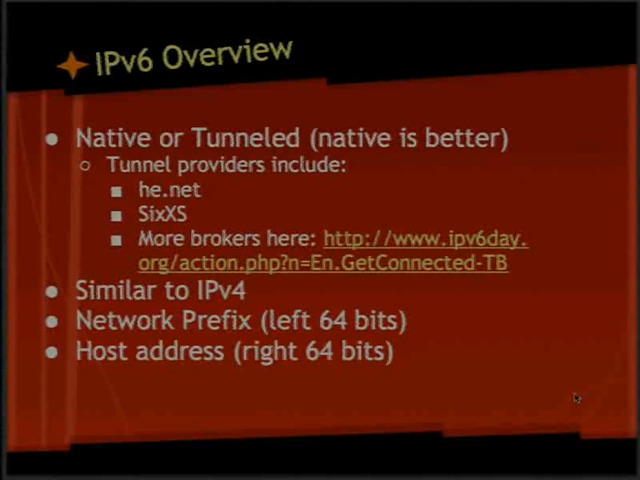 IPv6 Overview
● Native or Tunneled (native is better)
○ Tunnel providers include:
■ he.net
■ SixXS
■ More brokers here: http://www.ipv6day.
org/action.php?n=En.GetConnected-TB
● Similar to IPv4
● Network Prefix (left 64 bits)
● Host address (right 64 bits)